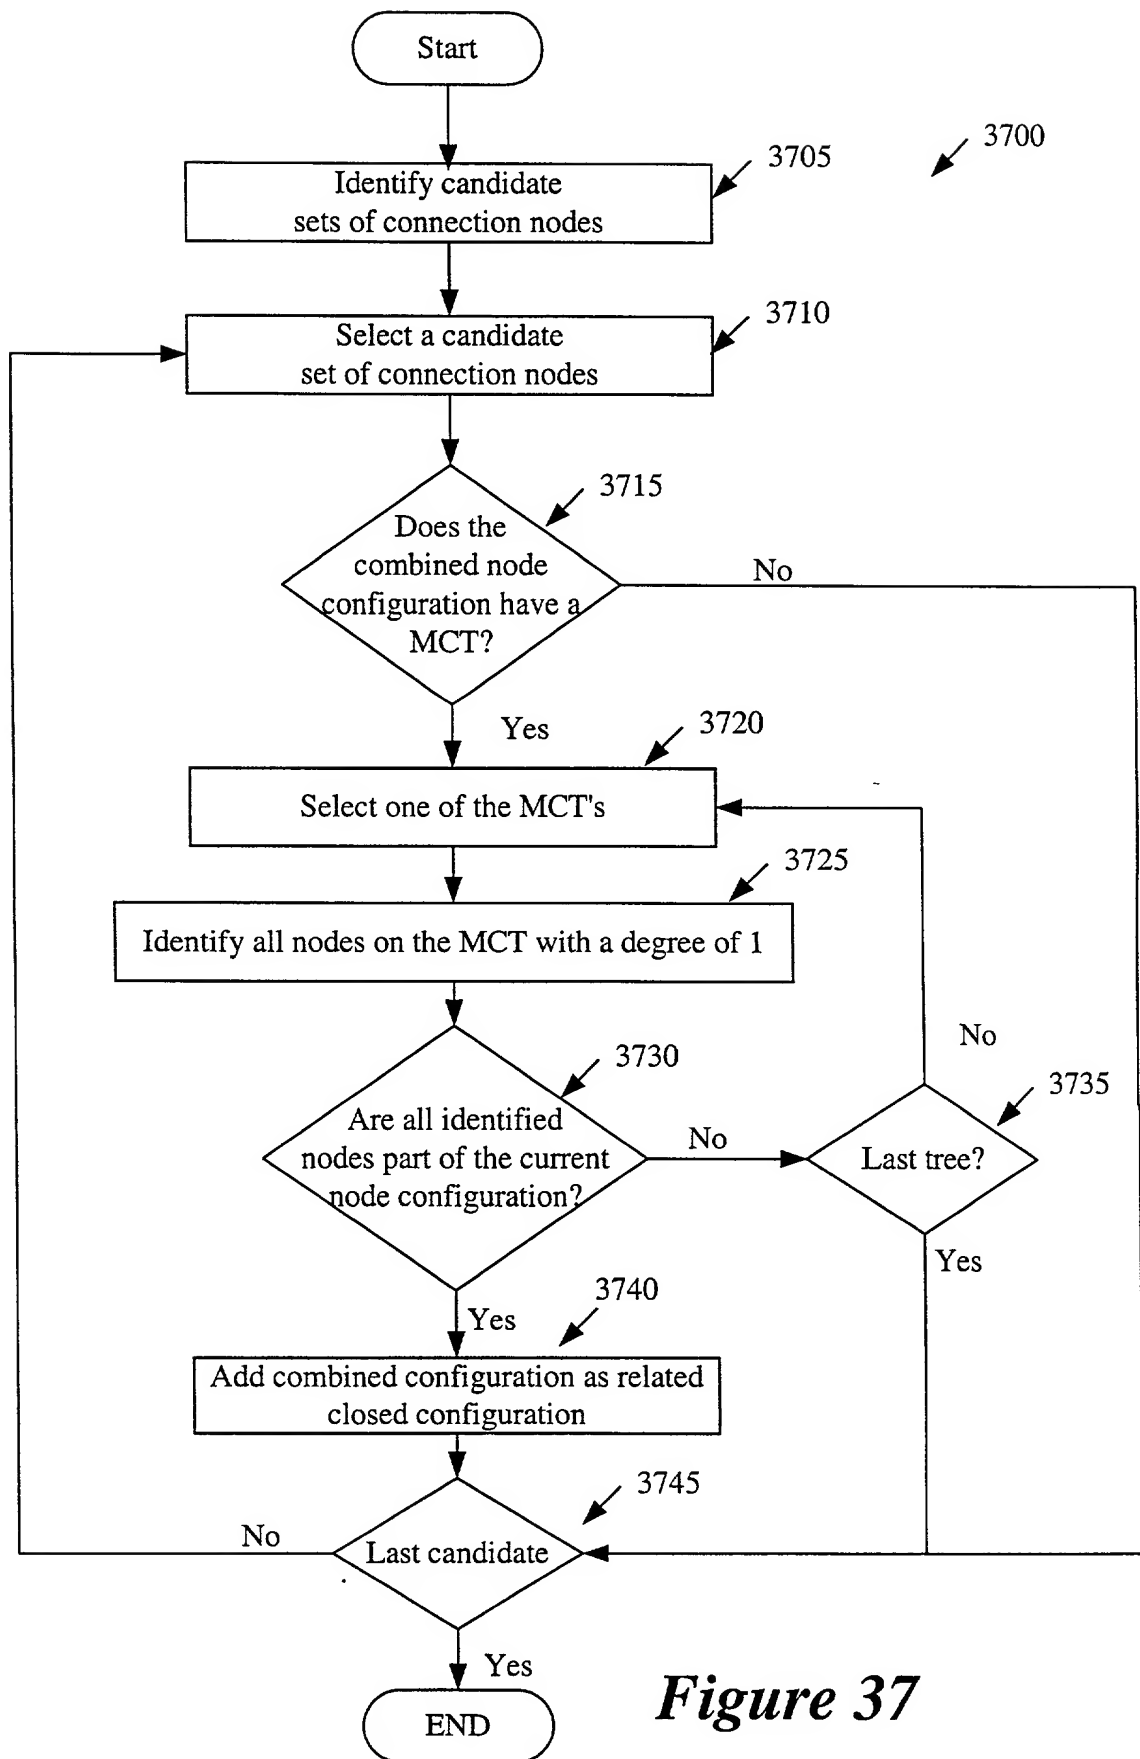 Start
3700
3705
Identify candidate
sets of connection nodes
3710
Select a candidate
set of connection nodes
3715
Does the
combined node
configuration have a
MCT?
No
Yes
3720
Select one of the MCT's
3725
Identify all nodes on the MCT with a degree of 1
No
3730
3735
Are all identified
nodes part of the current
node configuration?
No
Last tree?
Yes
3740
Yes
Add combined configuration as related
closed configuration
3745
No
Last candidate
Yes
END
Figure 37